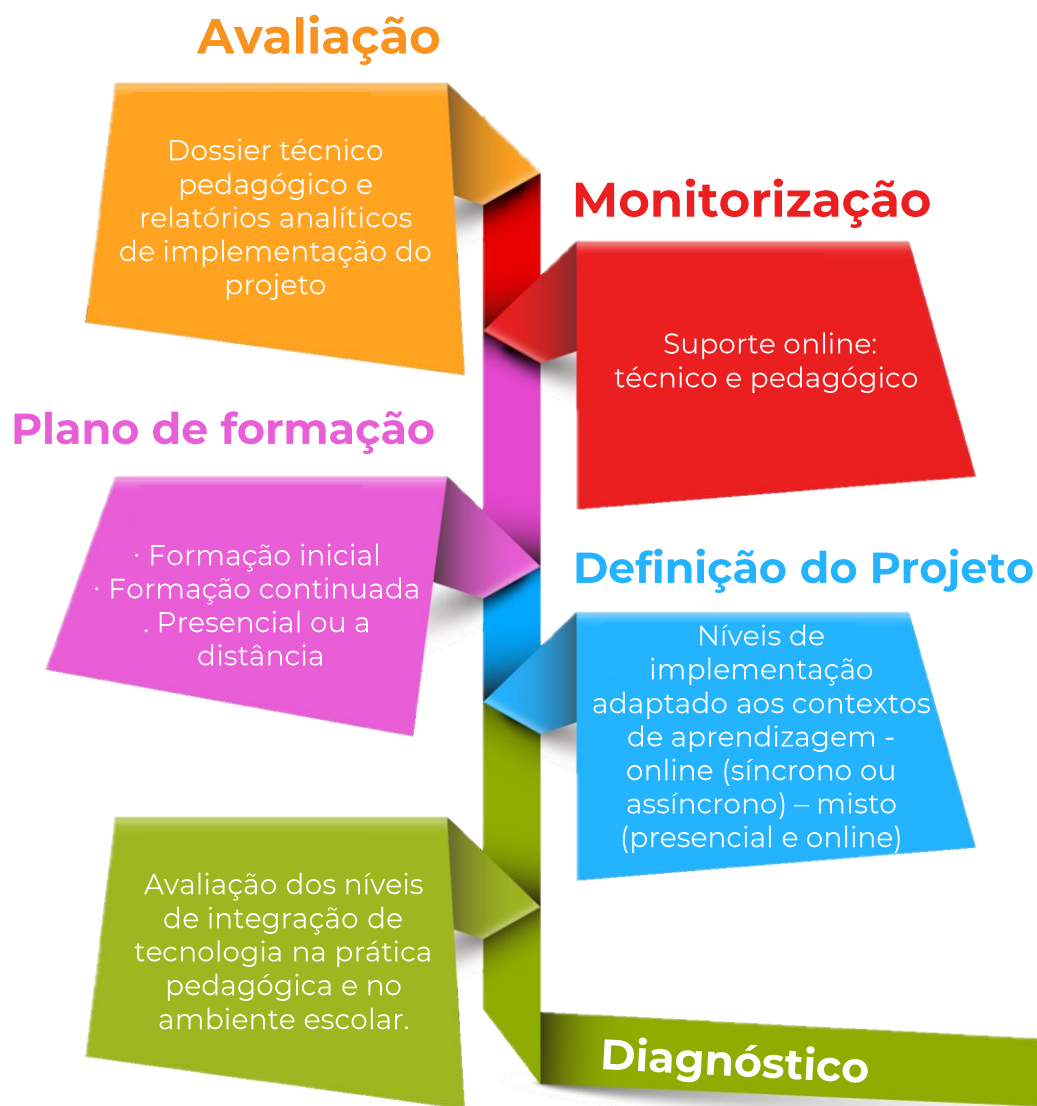 Avaliação
Dossier técnico
pedagógico e
relatórios analíticos
de implementação do
projeto
Monitorização
Suporte online:
técnico e pedagógico
Plano de formação
· Formação inicial
· Formação continuada
. Presencial ou a
distância
Definição do Projeto
Níveis de
implementação
adaptado aos contextos
de aprendizagem -
online (síncrono ou
assíncrono) – misto
(presencial e online)
Avaliação dos níveis
de integração de
tecnologia na prática
pedagógica e no
ambiente escolar.
Diagnóstico